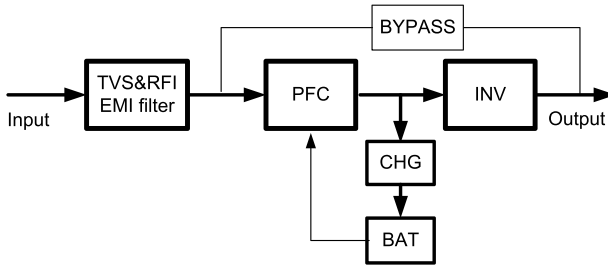 BYPASS
TVS&RFI
EMI filter
PFC
INV
Input
Output
CHG
BAT